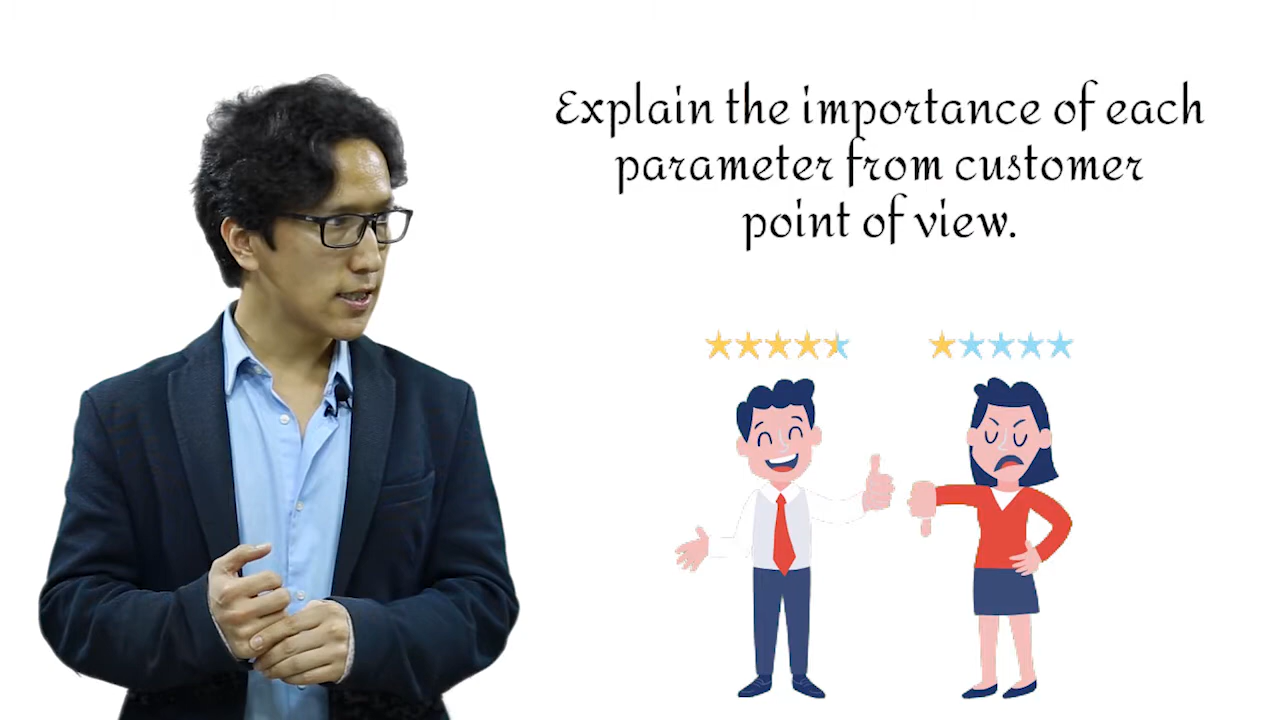 Explain the importance of each
parameter from customer
point of view.